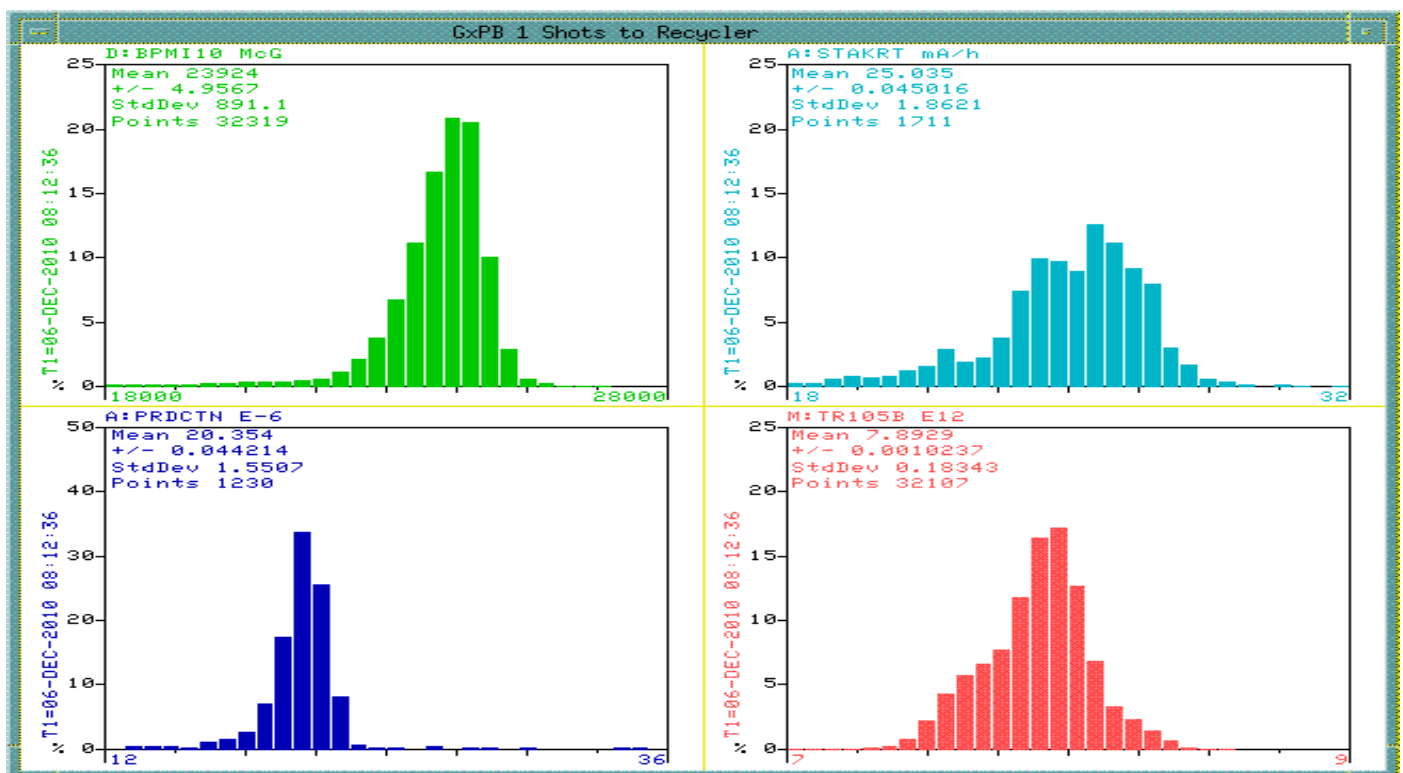 GxPB 1 Shots to Recycler
D:BPMI10 McG
Mean 23924
+/- 4.9567
StdDev 891.1
Points 32319
25
20
15
10
5
% 0
T1=06-DEC-2010 08:12:36
18000 28000
A:STAKRT mA/h
Mean 25.035
+/- 0.045016
StdDev 1.8621
Points 1711
25
20
15
10
5
% 0
T1=06-DEC-2010 08:12:36
18 32
A:PRDCTN E-6
Mean 20.354
+/- 0.044214
StdDev 1.5507
Points 1230
50
40
30
20
10
% 0
T1=06-DEC-2010 08:12:36
12 36
M:TR105B E12
Mean 7.8929
+/- 0.0010237
StdDev 0.18343
Points 32107
25
20
15
10
5
% 0
T1=06-DEC-2010 08:12:36
7 9